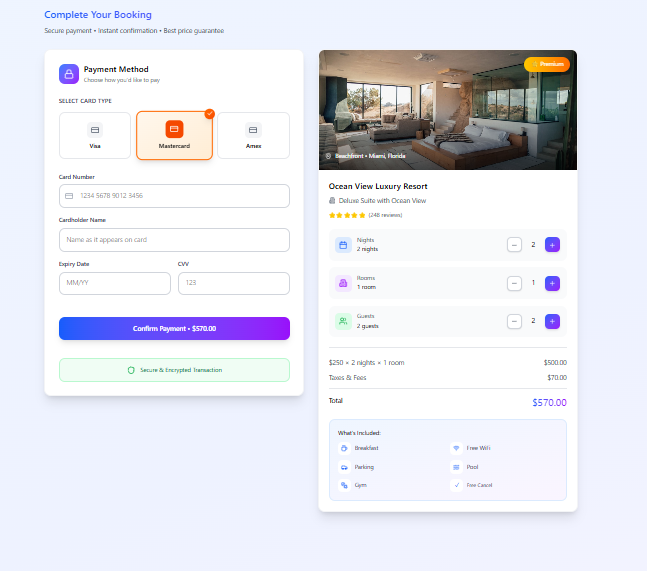 Complete Your Booking
Secure payment • Instant confirmation • Best price guarantee
Payment Method
Choose how you'd like to pay
SELECT CARD TYPE
Visa
Mastercard
Amex
Card Number
1234 5678 9012 3456
Cardholder Name
Name as it appears on card
Expiry Date
CVV
MM/YY
123
Confirm Payment • $570.00
Secure & Encrypted Transaction
Premium
Beachfront • Miami, Florida
Ocean View Luxury Resort
Deluxe Suite with Ocean View
(248 reviews)
Nights
2 nights
− 2 +
Rooms
1 room
− 1 +
Guests
2 guests
− 2 +
$250 × 2 nights × 1 room $500.00
Taxes & Fees $70.00
Total $570.00
What's Included:
Breakfast
Free WiFi
Parking
Pool
Gym
Free Cancel